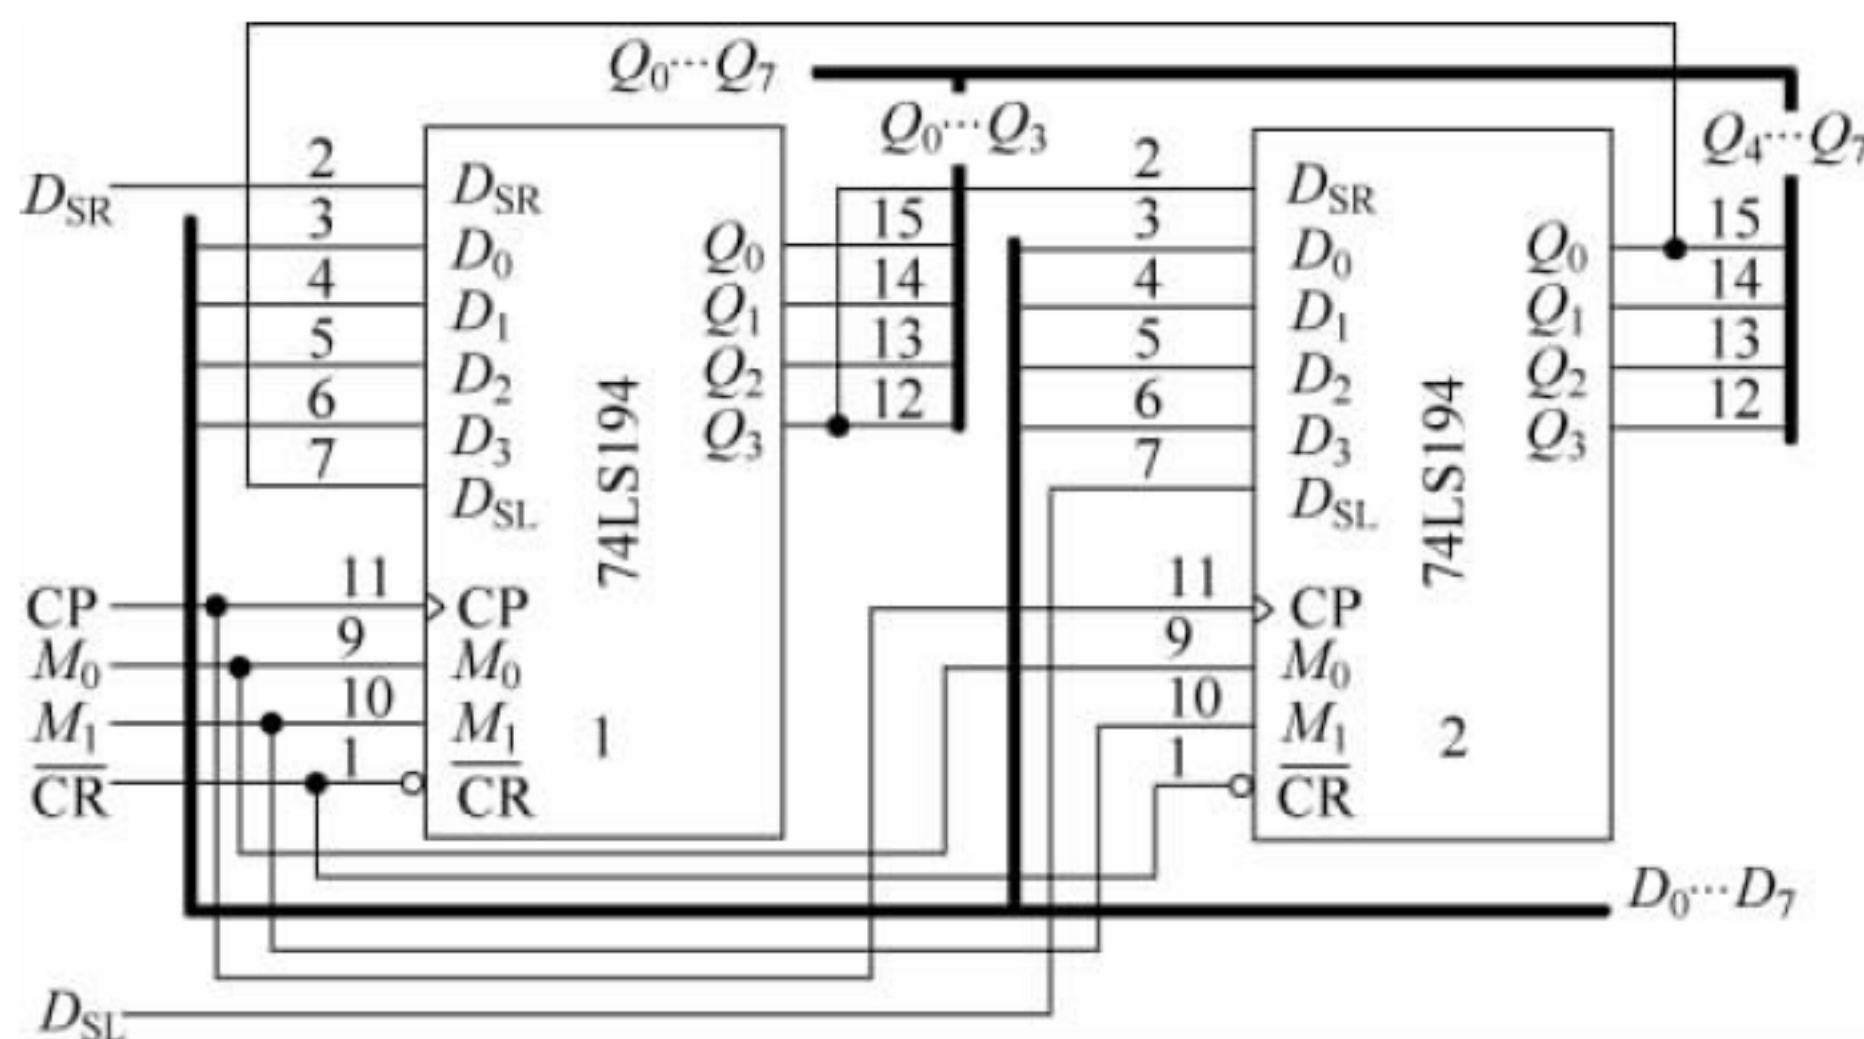 Q0···Q7
Q0···Q3
Q4···Q7
DSR
2
3
4
5
6
7
11
9
10
1
DSR
D0
D1
D2
D3
DSL
CP
M0
M1
CR
Q0
Q1
Q2
Q3
74LS194
1
15
14
13
12
2
3
4
5
6
7
11
9
10
1
DSR
D0
D1
D2
D3
DSL
CP
M0
M1
CR
Q0
Q1
Q2
Q3
74LS194
2
15
14
13
12
CP
M0
M1
CR
D0···D7
DSL